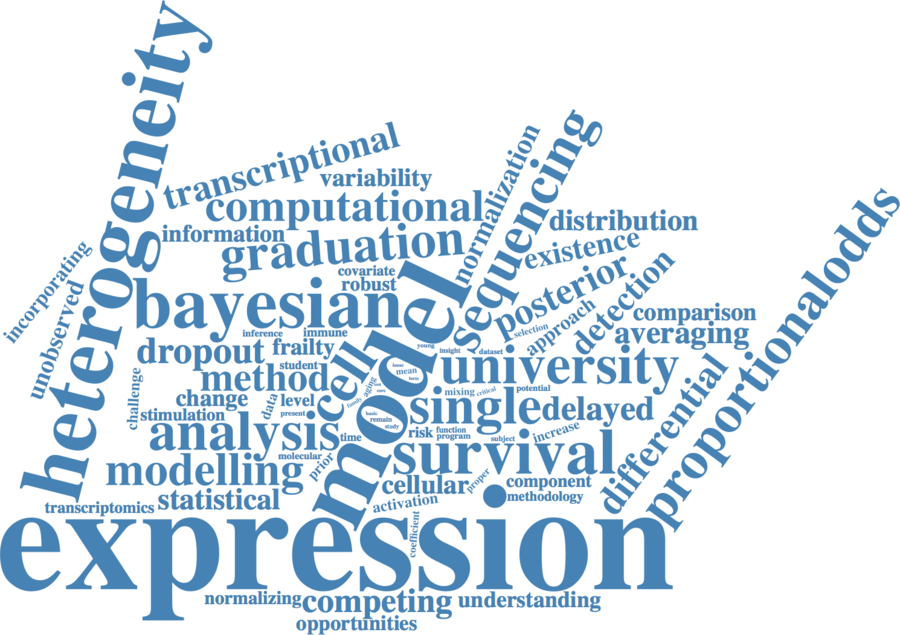 heterogeneity
transcriptional
variability
computational
information
graduation
normalization
sequencing
distribution
existence
proportionalodds
incorporating
unobserved
covariate
robust
bayesian
model
posterior
detection
approach
selection
comparison
averaging
inference
immune
dropout
frailty
student
young
insight
dataset
university
method
cell
aging
mean
challenge
change
data
level
present
mixing
critical
potential
single
delayed
differential
stimulation
analysis
time
basic
remain
study
risk
function
program
subject
increase
molecular
prior
survival
modelling
cellular
proper
component
methodology
transcriptomics
statistical
activation
coefficient
expression
normalizing
competing
understanding
opportunities